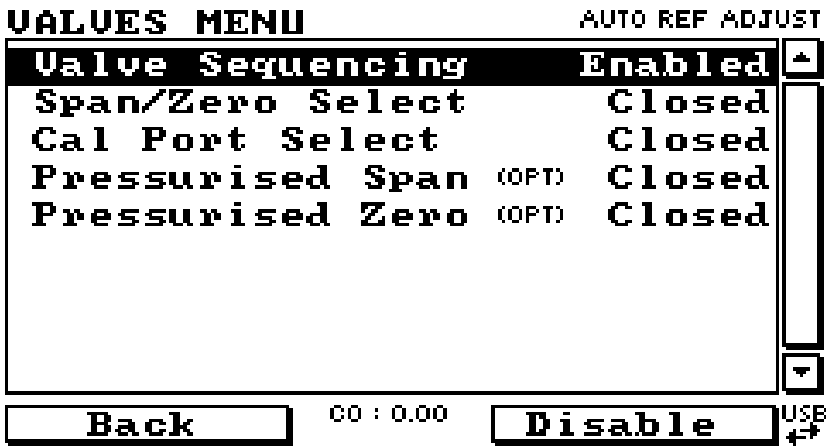 VALVES MENU AUTO REF ADJUST
Valve Sequencing Enabled
Span/Zero Select Closed
Cal Port Select Closed
Pressurised Span (OPT) Closed
Pressurised Zero (OPT) Closed
Back CO : 0.00 Disable USB